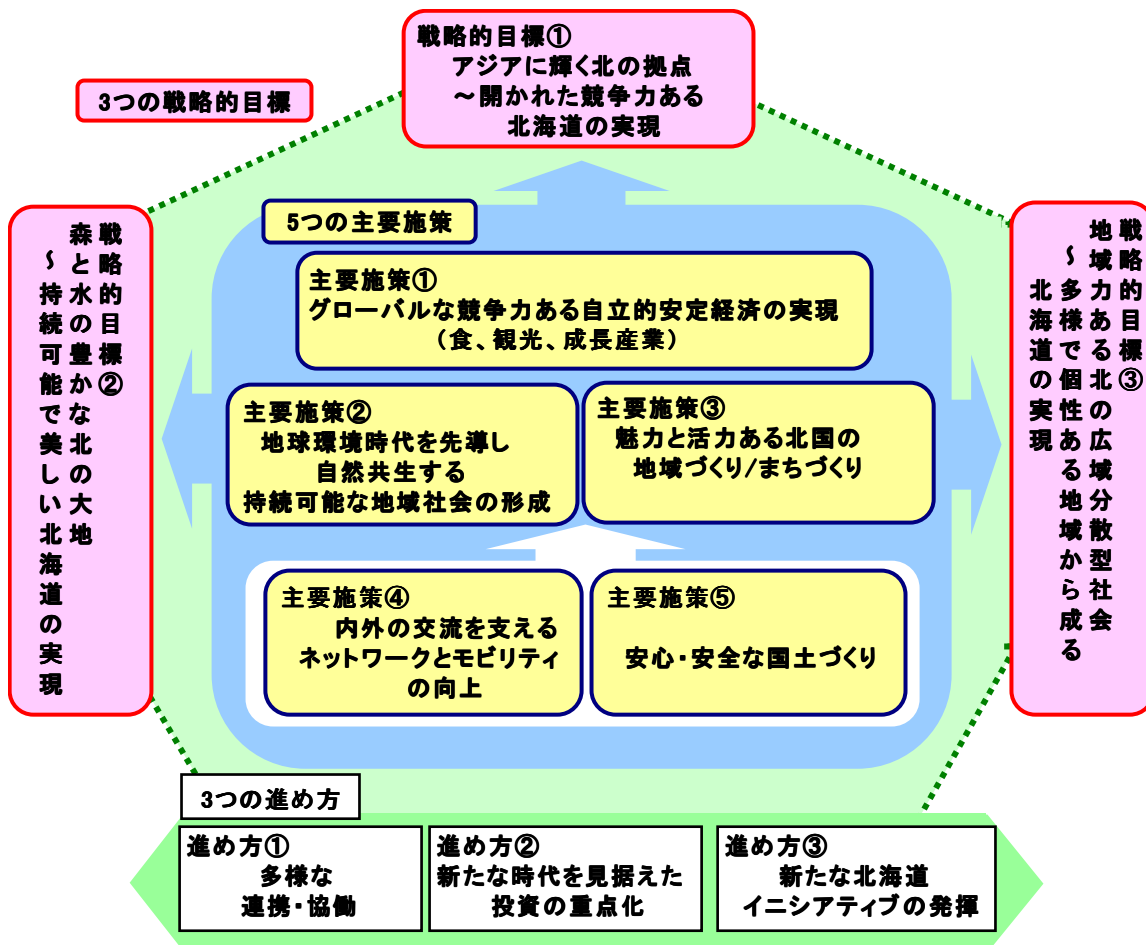 戦略的目標①
アジアに輝く北の拠点
～開かれた競争力ある
北海道の実現
3つの戦略的目標
戦略的目標②
森と水の豊かな北の大地
～持続可能で美しい北海道の実現
5つの主要施策
主要施策①
グローバルな競争力ある自立的安定経済の実現
（食、観光、成長産業）
主要施策②
地球環境時代を先導し
自然共生する
持続可能な地域社会の形成
主要施策③
魅力と活力ある北国の
地域づくり/まちづくり
主要施策④
内外の交流を支える
ネットワークとモビリティ
の向上
主要施策⑤
安心・安全な国土づくり
戦略的目標③
地域力ある北の広域分散型社会
～多様で個性ある地域から成る
北海道の実現
3つの進め方
進め方①
多様な
連携・協働
進め方②
新たな時代を見据えた
投資の重点化
進め方③
新たな北海道
イニシアティブの発揮